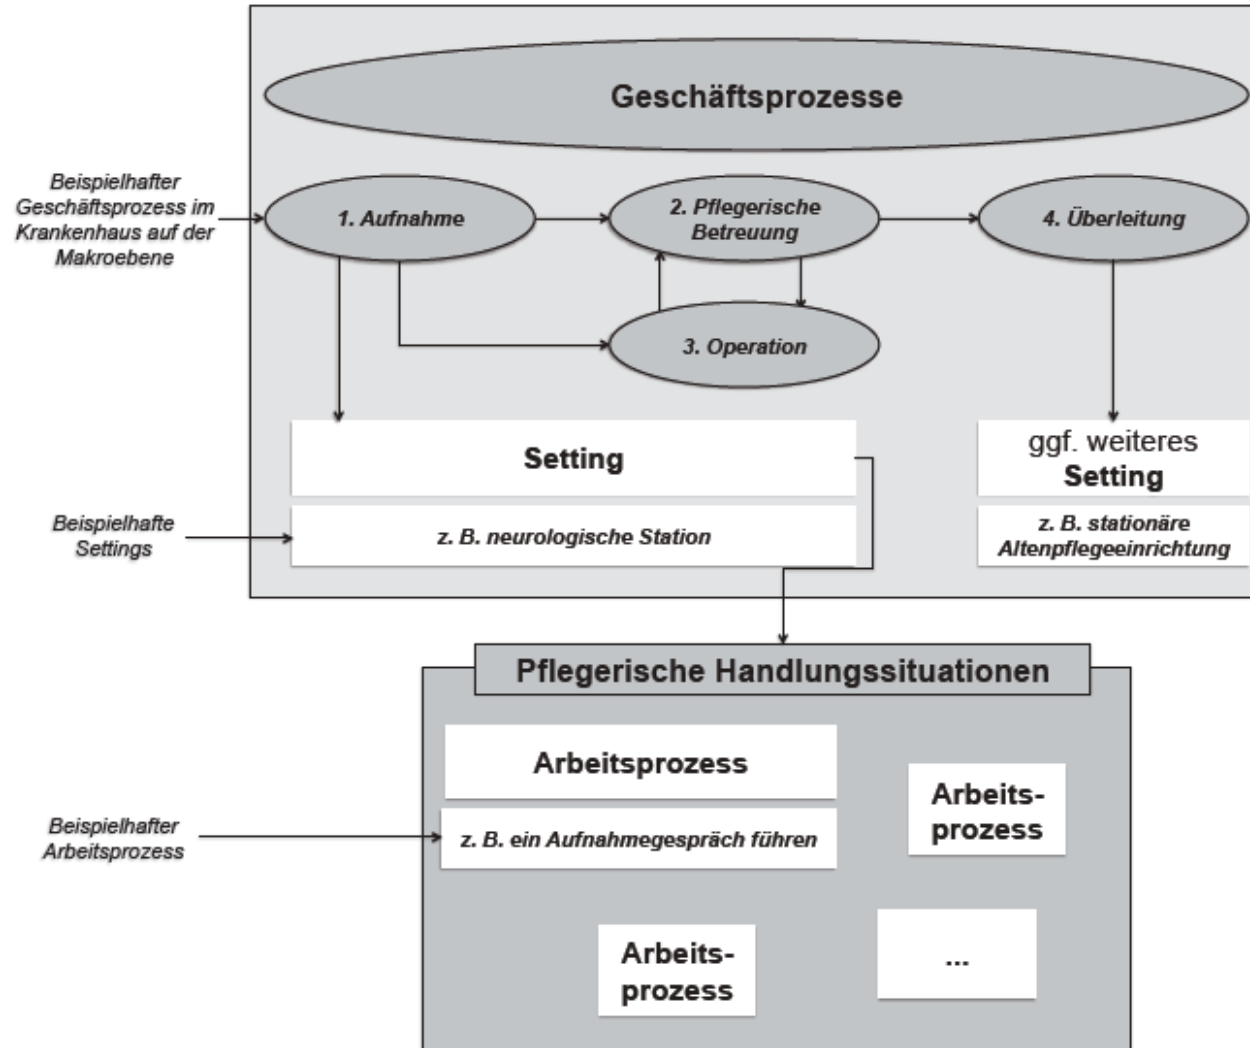 Geschäftsprozesse
Beispielhafter
Geschäftsprozess im
Krankenhaus auf der
Makroebene
1. Aufnahme
2. Pflegerische
Betreuung
4. Überleitung
3. Operation
Setting
ggf. weiteres
Setting
Beispielhafte
Settings
z. B. neurologische Station
z. B. stationäre
Altenpflegeeinrichtung
Pflegerische Handlungssituationen
Arbeitsprozess
Arbeits-
prozess
Beispielhafter
Arbeitsprozess
z. B. ein Aufnahmegespräch führen
Arbeits-
prozess
...